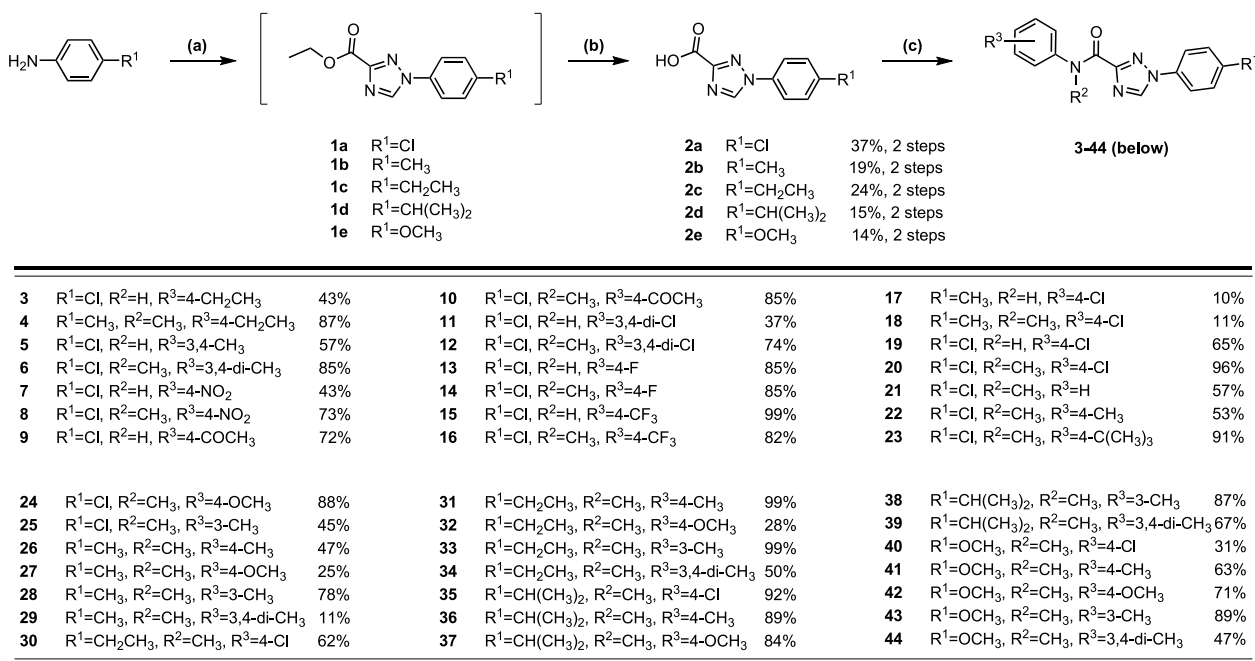 (a) (b) (c)
H₂N R¹
O O N N N R¹
HO O N N N R¹
R³ O N R² N N N R¹
1a R¹=Cl
1b R¹=CH₃
1c R¹=CH₂CH₃
1d R¹=CH(CH₃)₂
1e R¹=OCH₃
2a R¹=Cl 37%, 2 steps
2b R¹=CH₃ 19%, 2 steps
2c R¹=CH₂CH₃ 24%, 2 steps
2d R¹=CH(CH₃)₂ 15%, 2 steps
2e R¹=OCH₃ 14%, 2 steps
3-44 (below)
3 R¹=Cl, R²=H, R³=4-CH₂CH₃ 43%
4 R¹=CH₃, R²=CH₃, R³=4-CH₂CH₃ 87%
5 R¹=Cl, R²=H, R³=3,4-CH₃ 57%
6 R¹=Cl, R²=CH₃, R³=3,4-di-CH₃ 85%
7 R¹=Cl, R²=H, R³=4-NO₂ 43%
8 R¹=Cl, R²=CH₃, R³=4-NO₂ 73%
9 R¹=Cl, R²=H, R³=4-COCH₃ 72%
10 R¹=Cl, R²=CH₃, R³=4-COCH₃ 85%
11 R¹=Cl, R²=H, R³=3,4-di-Cl 37%
12 R¹=Cl, R²=CH₃, R³=3,4-di-Cl 74%
13 R¹=Cl, R²=H, R³=4-F 85%
14 R¹=Cl, R²=CH₃, R³=4-F 85%
15 R¹=Cl, R²=H, R³=4-CF₃ 99%
16 R¹=Cl, R²=CH₃, R³=4-CF₃ 82%
17 R¹=CH₃, R²=H, R³=4-Cl 10%
18 R¹=CH₃, R²=CH₃, R³=4-Cl 11%
19 R¹=Cl, R²=H, R³=4-Cl 65%
20 R¹=Cl, R²=CH₃, R³=4-Cl 96%
21 R¹=Cl, R²=CH₃, R³=H 57%
22 R¹=Cl, R²=CH₃, R³=4-CH₃ 53%
23 R¹=Cl, R²=CH₃, R³=4-C(CH₃)₃ 91%
24 R¹=Cl, R²=CH₃, R³=4-OCH₃ 88%
25 R¹=Cl, R²=CH₃, R³=3-CH₃ 45%
26 R¹=CH₃, R²=CH₃, R³=4-CH₃ 47%
27 R¹=CH₃, R²=CH₃, R³=4-OCH₃ 25%
28 R¹=CH₃, R²=CH₃, R³=3-CH₃ 78%
29 R¹=CH₃, R²=CH₃, R³=3,4-di-CH₃ 11%
30 R¹=CH₂CH₃, R²=CH₃, R³=4-Cl 62%
31 R¹=CH₂CH₃, R²=CH₃, R³=4-CH₃ 99%
32 R¹=CH₂CH₃, R²=CH₃, R³=4-OCH₃ 28%
33 R¹=CH₂CH₃, R²=CH₃, R³=3-CH₃ 99%
34 R¹=CH₂CH₃, R²=CH₃, R³=3,4-di-CH₃ 50%
35 R¹=CH(CH₃)₂, R²=CH₃, R³=4-Cl 92%
36 R¹=CH(CH₃)₂, R²=CH₃, R³=4-CH₃ 89%
37 R¹=CH(CH₃)₂, R²=CH₃, R³=4-OCH₃ 84%
38 R¹=CH(CH₃)₂, R²=CH₃, R³=3-CH₃ 87%
39 R¹=CH(CH₃)₂, R²=CH₃, R³=3,4-di-CH₃ 67%
40 R¹=OCH₃, R²=CH₃, R³=4-Cl 31%
41 R¹=OCH₃, R²=CH₃, R³=4-CH₃ 63%
42 R¹=OCH₃, R²=CH₃, R³=4-OCH₃ 71%
43 R¹=OCH₃, R²=CH₃, R³=3-CH₃ 89%
44 R¹=OCH₃, R²=CH₃, R³=3,4-di-CH₃ 47%